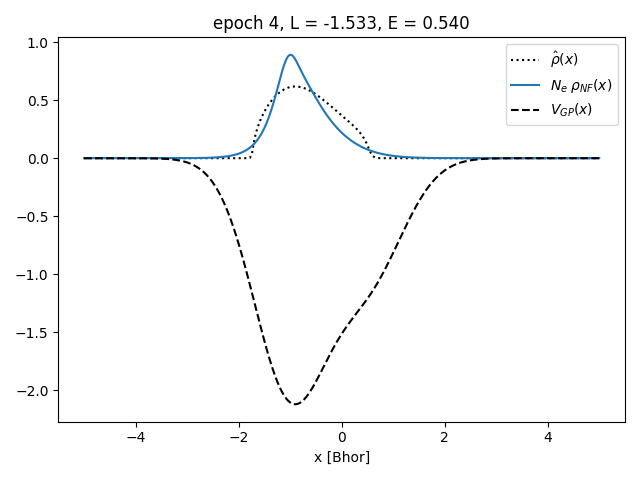 epoch 4, L = -1.533, E = 0.540
1.0
0.5
0.0
−0.5
−1.0
−1.5
−2.0
ρ̂(x)
N_e ρ_NF(x)
V_GP(x)
−4
−2
0
2
4
x [Bhor]